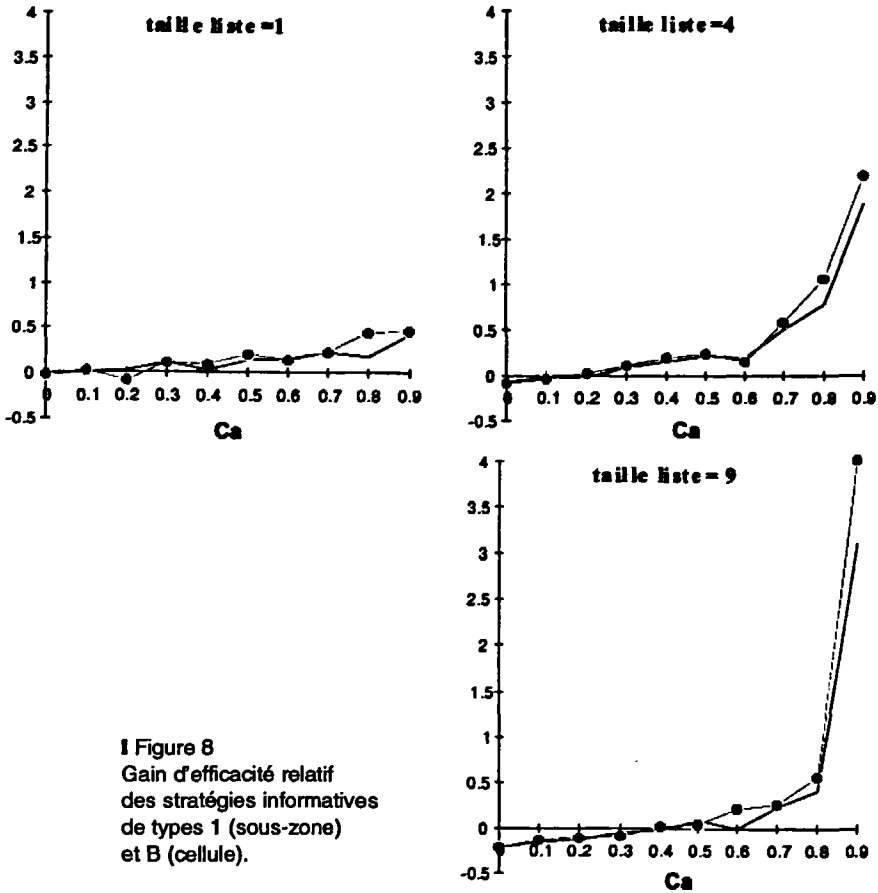 taille liste=1
4
3.5
3
2.5
2
1.5
1
0.5
0
-0.5
0 0.1 0.2 0.3 0.4 0.5 0.6 0.7 0.8 0.9
Ca
taille liste=4
4
3.5
3
2.5
2
1.5
1
0.5
0
-0.5
0 0.1 0.2 0.3 0.4 0.5 0.6 0.7 0.8 0.9
Ca
taille liste= 9
4
3.5
3
2.5
2
1.5
1
0.5
0
-0.5
0 0.1 0.2 0.3 0.4 0.5 0.6 0.7 0.8 0.9
Ca
Figure 8
Gain d'efficacité relatif
des stratégies informatives
de types 1 (sous-zone)
et B (cellule).